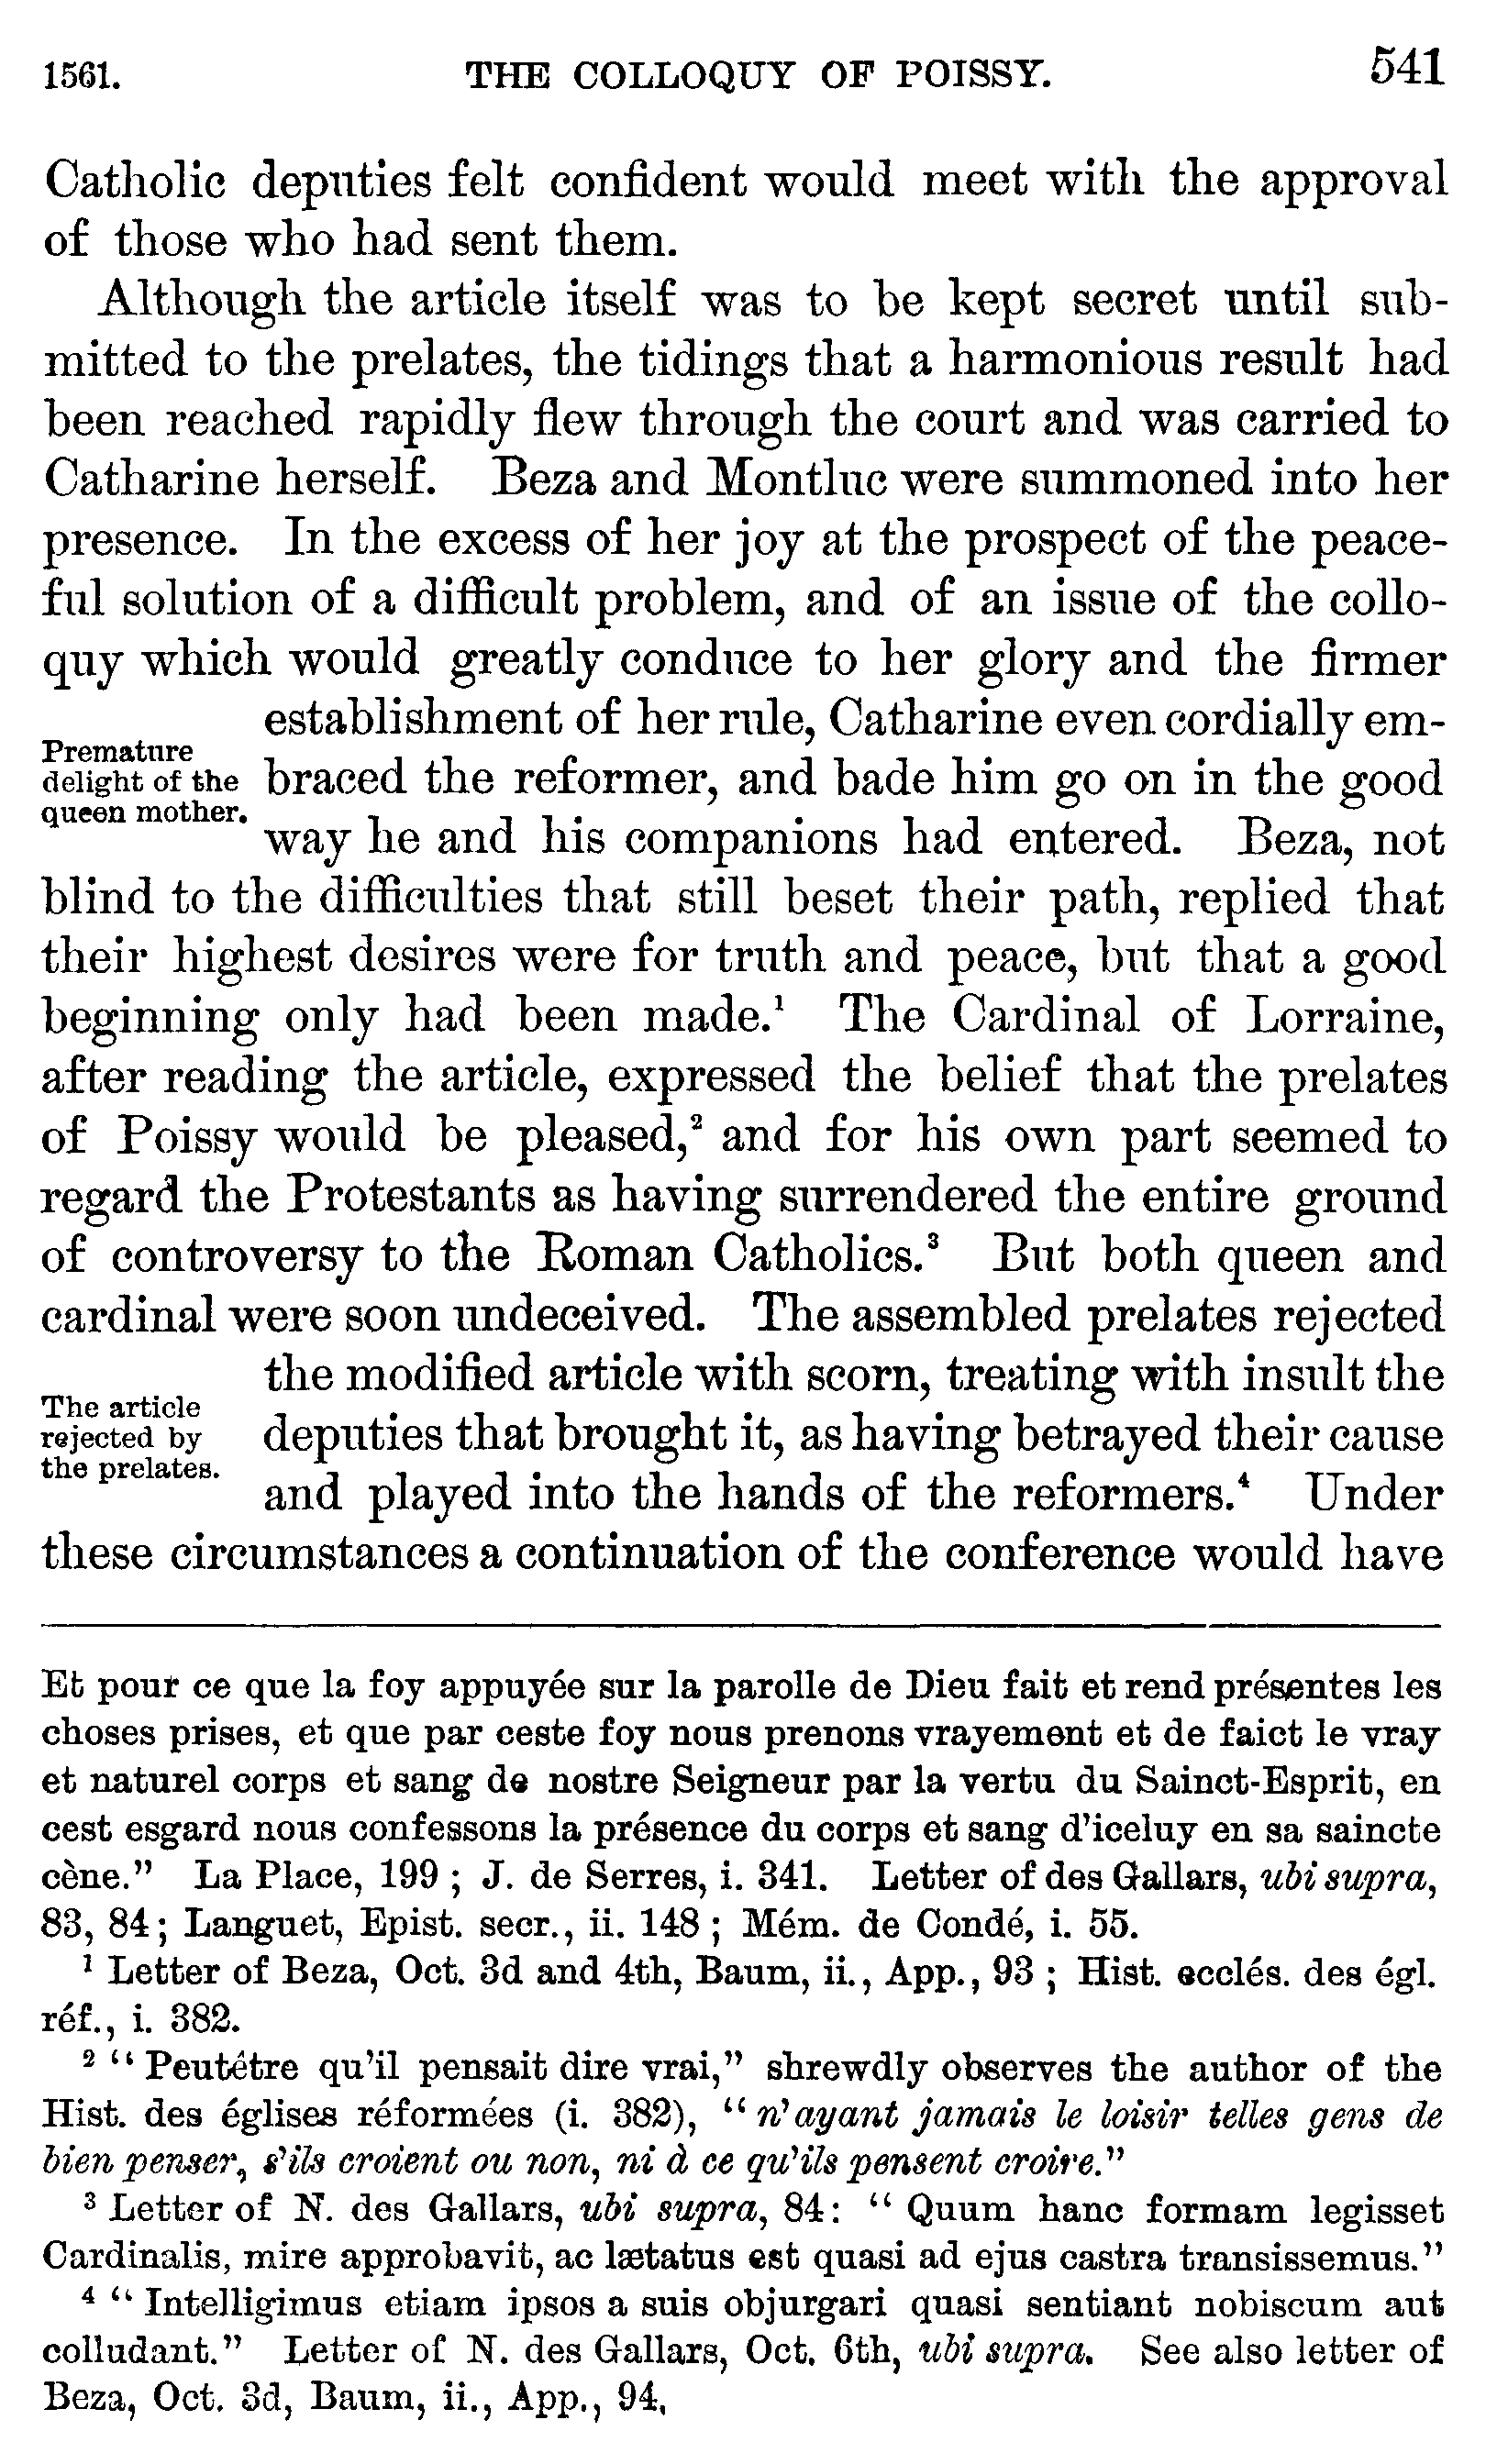 1561. THE COLLOQUY OF POISSY. 541
Catholic deputies felt confident would meet with the approval
of those who had sent them.
Although the article itself was to be kept secret until sub-
mitted to the prelates, the tidings that a harmonious result had
been reached rapidly flew through the court and was carried to
Catharine herself. Beza and Montluc were summoned into her
presence. In the excess of her joy at the prospect of the peace-
ful solution of a difficult problem, and of an issue of the collo-
quy which would greatly conduce to her glory and the firmer
Premature
delight of the
queen mother.
establishment of her rule, Catharine even cordially em-
braced the reformer, and bade him go on in the good
way he and his companions had entered. Beza, not
blind to the difficulties that still beset their path, replied that
their highest desires were for truth and peace, but that a good
beginning only had been made.¹ The Cardinal of Lorraine,
after reading the article, expressed the belief that the prelates
of Poissy would be pleased,² and for his own part seemed to
regard the Protestants as having surrendered the entire ground
of controversy to the Roman Catholics.³ But both queen and
cardinal were soon undeceived. The assembled prelates rejected
The article
rejected by
the prelates.
the modified article with scorn, treating with insult the
deputies that brought it, as having betrayed their cause
and played into the hands of the reformers.⁴ Under
these circumstances a continuation of the conference would have
Et pour ce que la foy appuyée sur la parolle de Dieu fait et rend présentes les
choses prises, et que par ceste foy nous prenons vrayement et de faict le vray
et naturel corps et sang de nostre Seigneur par la vertu du Sainct-Esprit, en
cest esgard nous confessons la présence du corps et sang d'iceluy en sa saincte
cène." La Place, 199 ; J. de Serres, i. 341. Letter of des Gallars, ubi supra,
83, 84 ; Languet, Epist. secr., ii. 148 ; Mém. de Condé, i. 55.
¹ Letter of Beza, Oct. 3d and 4th, Baum, ii., App., 93 ; Hist. ecclés. des égl.
réf., i. 382.
² "Peutétre qu'il pensait dire vrai," shrewdly observes the author of the
Hist. des églises réformées (i. 382), "n'ayant jamais le loisir telles gens de
bien penser, s'ils croient ou non, ni à ce qu'ils pensent croire."
³ Letter of N. des Gallars, ubi supra, 84: "Quum hanc formam legisset
Cardinalis, mire approbavit, ac lætatus est quasi ad ejus castra transissemus."
⁴ "Intelligimus etiam ipsos a suis objurgari quasi sentiant nobiscum aut
colludant." Letter of N. des Gallars, Oct. 6th, ubi supra. See also letter of
Beza, Oct. 3d, Baum, ii., App., 94.